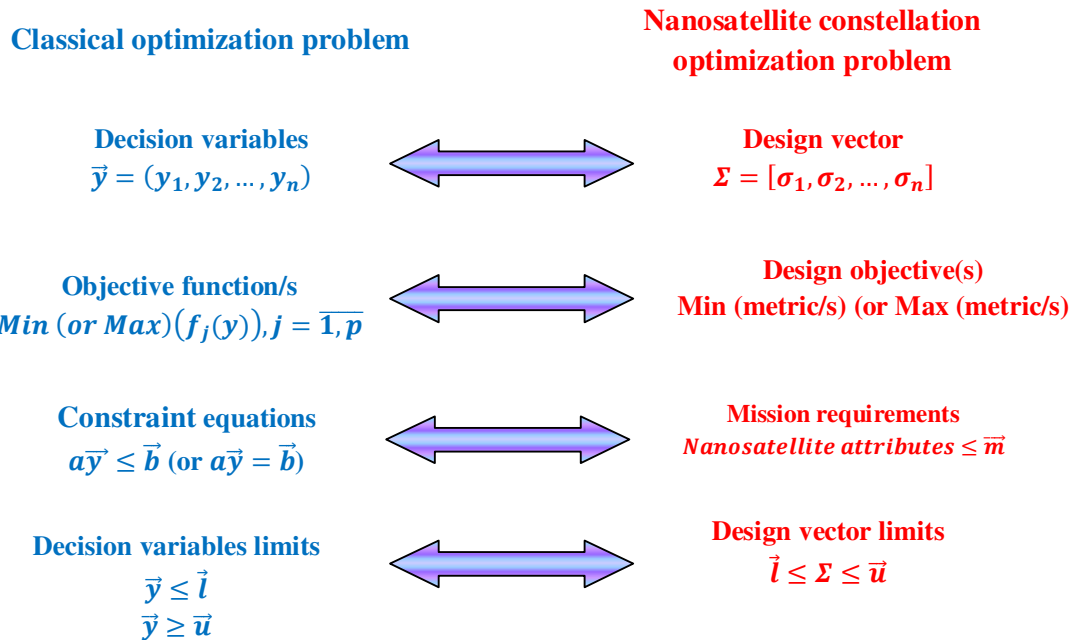 Classical optimization problem
Nanosatellite constellation
optimization problem
Decision variables
y⃗ = (y₁, y₂, … , yₙ)
Design vector
Σ = [σ₁, σ₂, … , σₙ]
Objective function/s
Min (or Max)(fⱼ(y)), j = 1, p̅
Design objective(s)
Min (metric/s) (or Max (metric/s)
Constraint equations
ay⃗ ≤ b⃗ (or ay⃗ = b⃗)
Mission requirements
Nanosatellite attributes ≤ m⃗
Decision variables limits
y⃗ ≤ l⃗
y⃗ ≥ u⃗
Design vector limits
l⃗ ≤ Σ ≤ u⃗